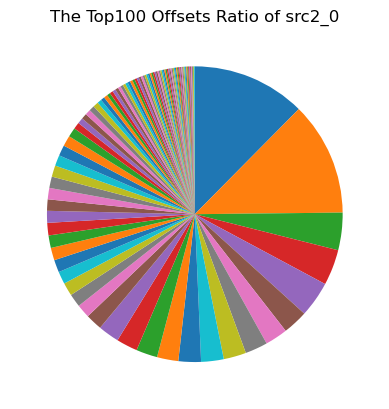 The Top100 Offsets Ratio of src2_0